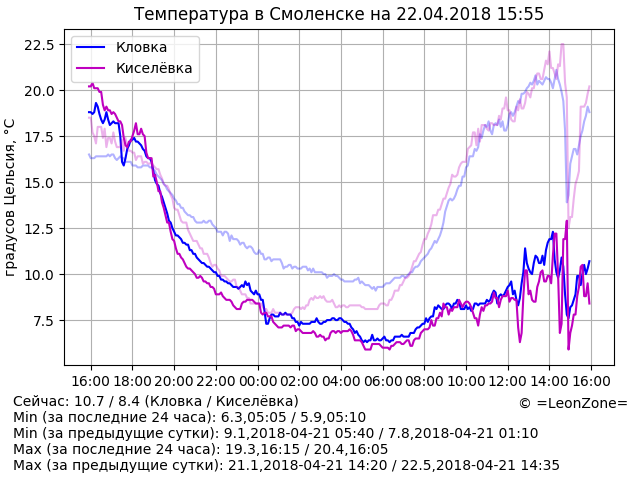 Температура в Смоленске на 22.04.2018 15:55
Кловка
Киселёвка
градусов Цельсия, °C
22.5
20.0
17.5
15.0
12.5
10.0
7.5
16:00 18:00 20:00 22:00 00:00 02:00 04:00 06:00 08:00 10:00 12:00 14:00 16:00
© =LeonZone=
Сейчас: 10.7 / 8.4 (Кловка / Киселёвка)
Min (за последние 24 часа): 6.3,05:05 / 5.9,05:10
Min (за предыдущие сутки): 9.1,2018-04-21 05:40 / 7.8,2018-04-21 01:10
Max (за последние 24 часа): 19.3,16:15 / 20.4,16:05
Max (за предыдущие сутки): 21.1,2018-04-21 14:20 / 22.5,2018-04-21 14:35